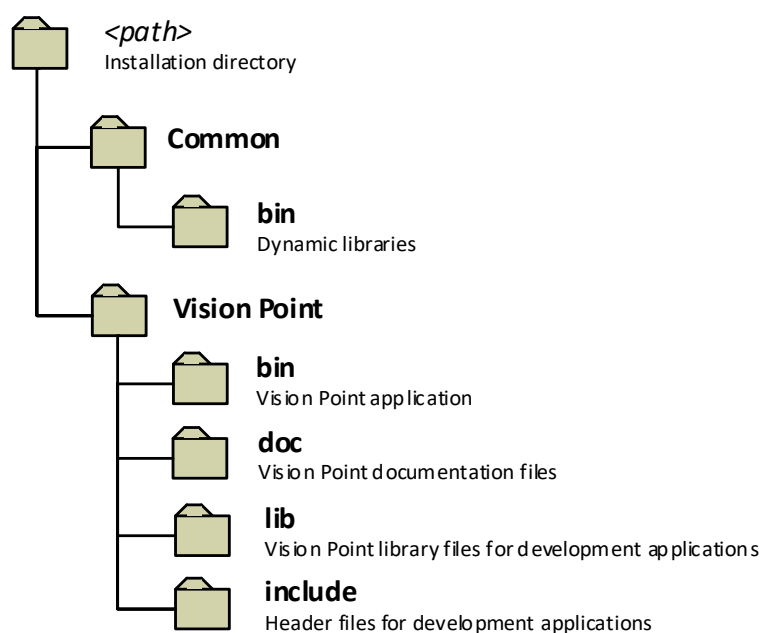 <path>
Installation directory
Common
bin
Dynamic libraries
Vision Point
bin
Vision Point application
doc
Vision Point documentation files
lib
Vision Point library files for development applications
include
Header files for development applications